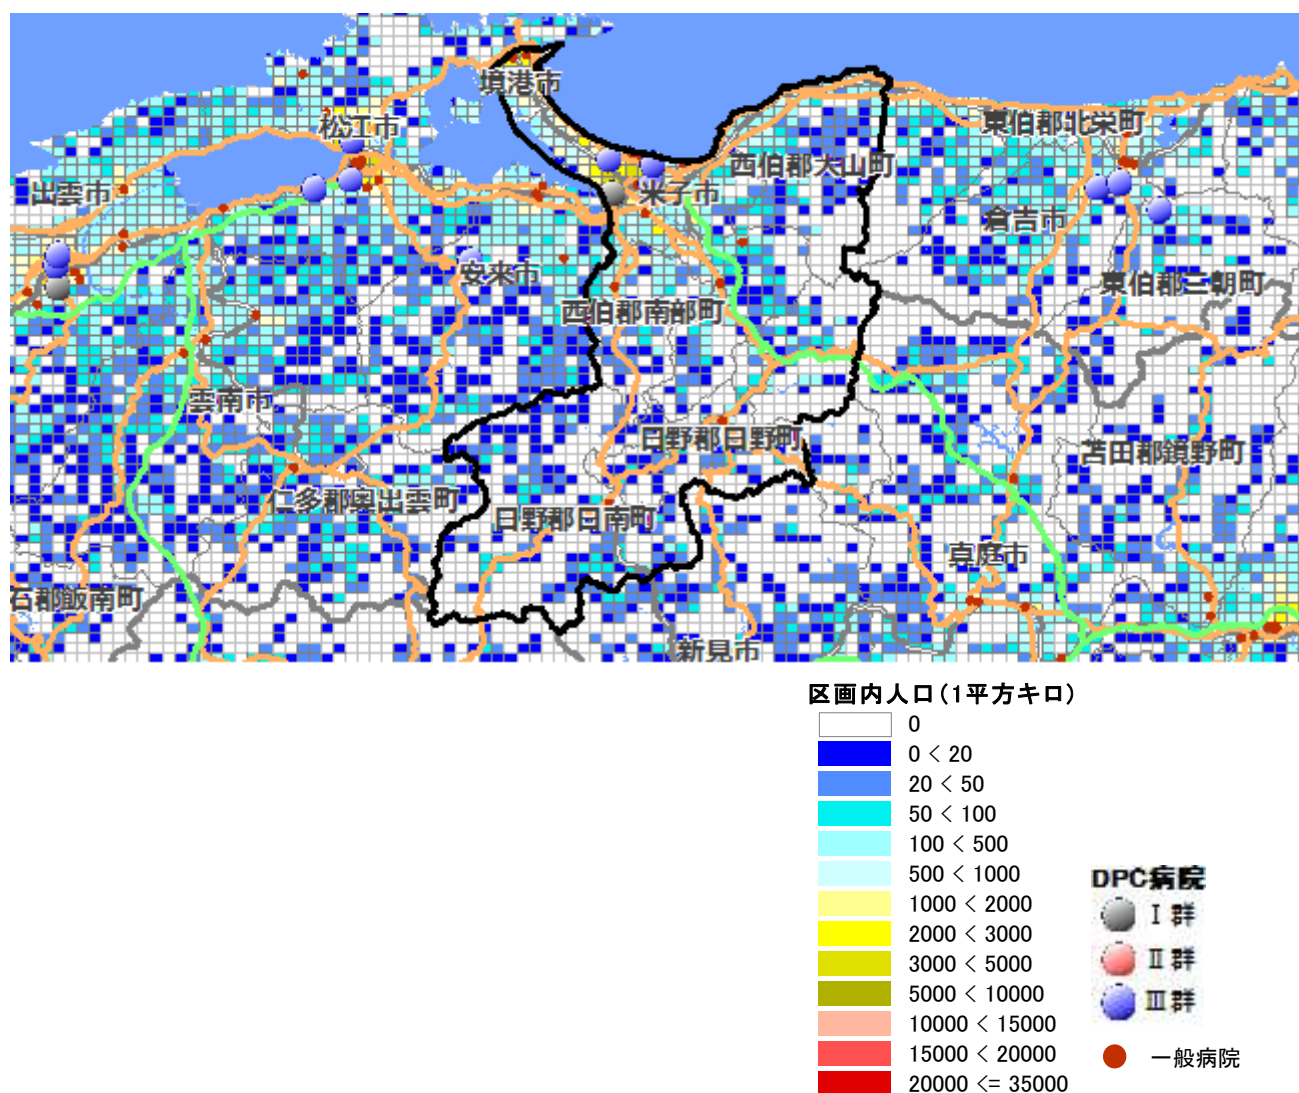 境港市
松江市
東伯郡北栄町
西伯郡大山町
出雲市
米子市
倉吉市
安来市
東伯郡三朝町
西伯郡南部町
雲南市
日野郡日野町
苫田郡鏡野町
仁多郡奥出雲町
日野郡日南町
真庭市
石郡飯南町
新見市
区画内人口(1平方キロ)
0
0 < 20
20 < 50
50 < 100
100 < 500
500 < 1000
1000 < 2000
2000 < 3000
3000 < 5000
5000 < 10000
10000 < 15000
15000 < 20000
20000 <= 35000
DPC病院
Ⅰ群
Ⅱ群
Ⅲ群
一般病院